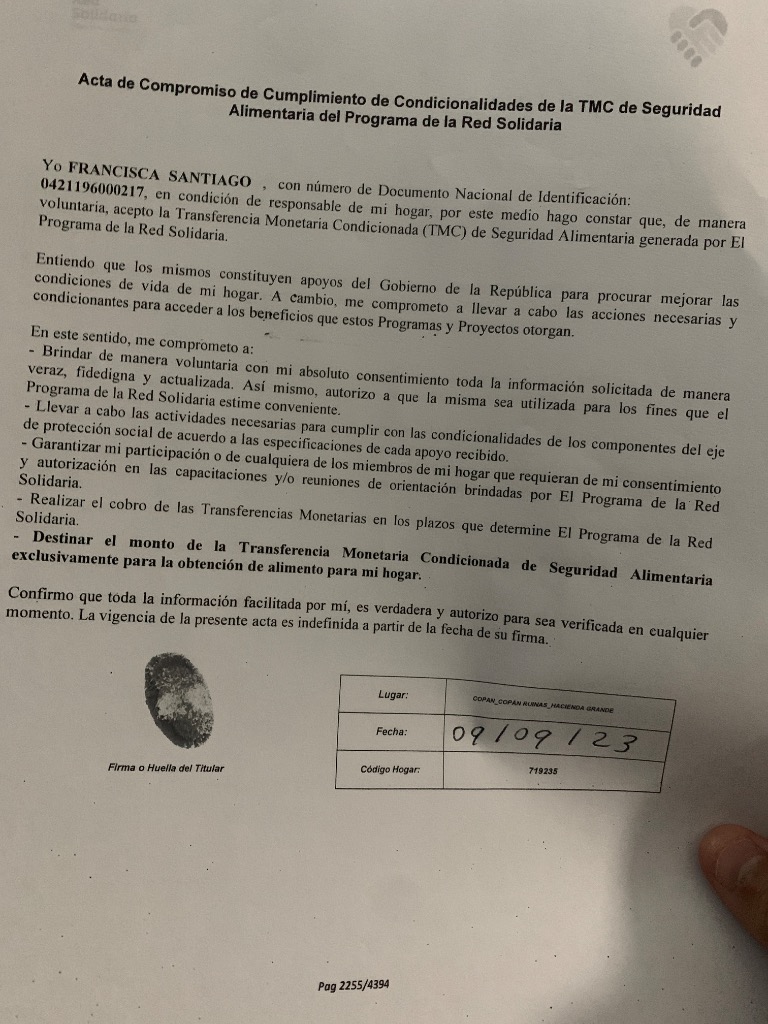 Solidaria
Acta de Compromiso de Cumplimiento de Condicionalidades de la TMC de Seguridad
Alimentaria del Programa de la Red Solidaria
Yo FRANCISCA SANTIAGO , con número de Documento Nacional de Identificación:
0421196000217, en condición de responsable de mi hogar, por este medio hago constar que, de manera
voluntaria, acepto la Transferencia Monetaria Condicionada (TMC) de Seguridad Alimentaria generada por El
Programa de la Red Solidaria.
Entiendo que los mismos constituyen apoyos del Gobierno de la República para procurar mejorar las
condiciones de vida de mi hogar. A cambio, me comprometo a llevar a cabo las acciones necesarias y
condicionantes para acceder a los beneficios que estos Programas y Proyectos otorgan.
En este sentido, me comprometo a:
- Brindar de manera voluntaria con mi absoluto consentimiento toda la información solicitada de manera
veraz, fidedigna y actualizada. Así mismo, autorizo a que la misma sea utilizada para los fines que el
Programa de la Red Solidaria estime conveniente.
- Llevar a cabo las actividades necesarias para cumplir con las condicionalidades de los componentes del eje
de protección social de acuerdo a las especificaciones de cada apoyo recibido.
- Garantizar mi participación o de cualquiera de los miembros de mi hogar que requieran de mi consentimiento
y autorización en las capacitaciones y/o reuniones de orientación brindadas por El Programa de la Red
Solidaria.
- Realizar el cobro de las Transferencias Monetarias en los plazos que determine El Programa de la Red
Solidaria.
- Destinar el monto de la Transferencia Monetaria Condicionada de Seguridad Alimentaria
exclusivamente para la obtención de alimento para mi hogar.
Confirmo que toda la información facilitada por mí, es verdadera y autorizo para sea verificada en cualquier
momento. La vigencia de la presente acta es indefinida a partir de la fecha de su firma.
Lugar: COPAN_COPAN RUINAS_HACIENDA GRANDE
Fecha: 09/09/23
Código Hogar: 719235
Firma o Huella del Titular
Pag 2255/4394